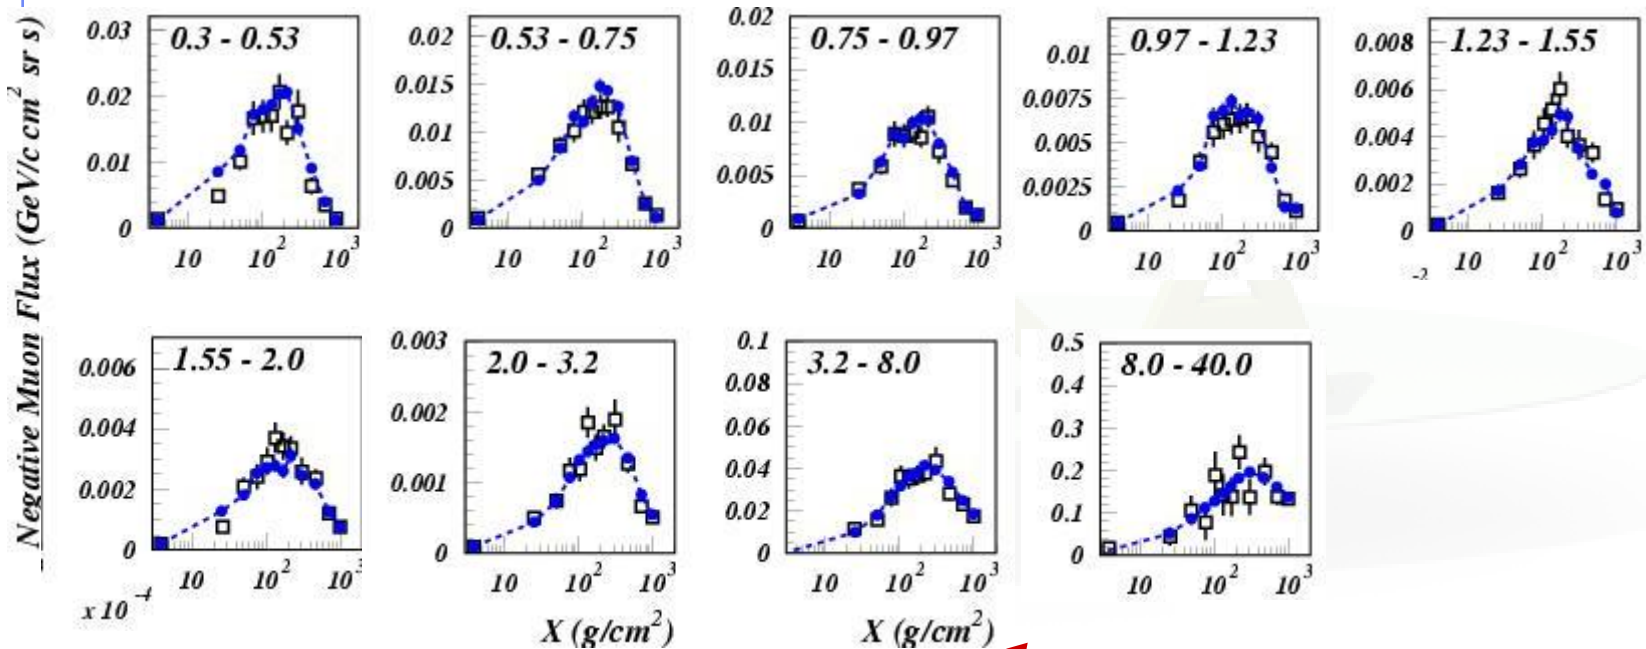 Negative Muon Flux (GeV/c cm² sr s)
0.3 - 0.53
0.03
0.02
0.01
0
10 10² 10³
0.53 - 0.75
0.02
0.015
0.01
0.005
0
10 10² 10³
0.75 - 0.97
0.02
0.015
0.01
0.005
0
10 10² 10³
0.97 - 1.23
0.01
0.0075
0.005
0.0025
0
10 10² 10³
1.23 - 1.55
0.008
0.006
0.004
0.002
0
10 10² 10³
-2
1.55 - 2.0
0.006
0.004
0.002
0
10 10² 10³
x 10⁻⁴
2.0 - 3.2
0.003
0.002
0.001
0
10 10² 10³
X (g/cm²)
3.2 - 8.0
0.1
0.08
0.06
0.04
0.02
0
10 10² 10³
X (g/cm²)
8.0 - 40.0
0.5
0.4
0.3
0.2
0.1
0
10 10² 10³